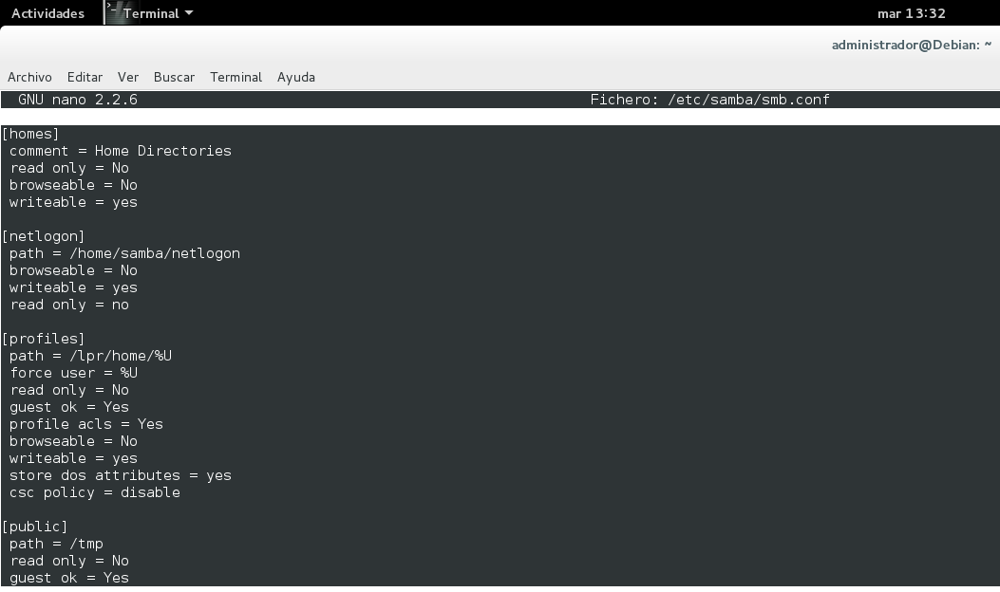 Actividades Terminal mar 13:32
administrador@Debian: ~
Archivo Editar Ver Buscar Terminal Ayuda
GNU nano 2.2.6 Fichero: /etc/samba/smb.conf
[homes]
comment = Home Directories
read only = No
browseable = No
writeable = yes
[netlogon]
path = /home/samba/netlogon
browseable = No
writeable = yes
read only = no
[profiles]
path = /lpr/home/%U
force user = %U
read only = No
guest ok = Yes
profile acls = Yes
browseable = No
writeable = yes
store dos attributes = yes
csc policy = disable
[public]
path = /tmp
read only = No
guest ok = Yes